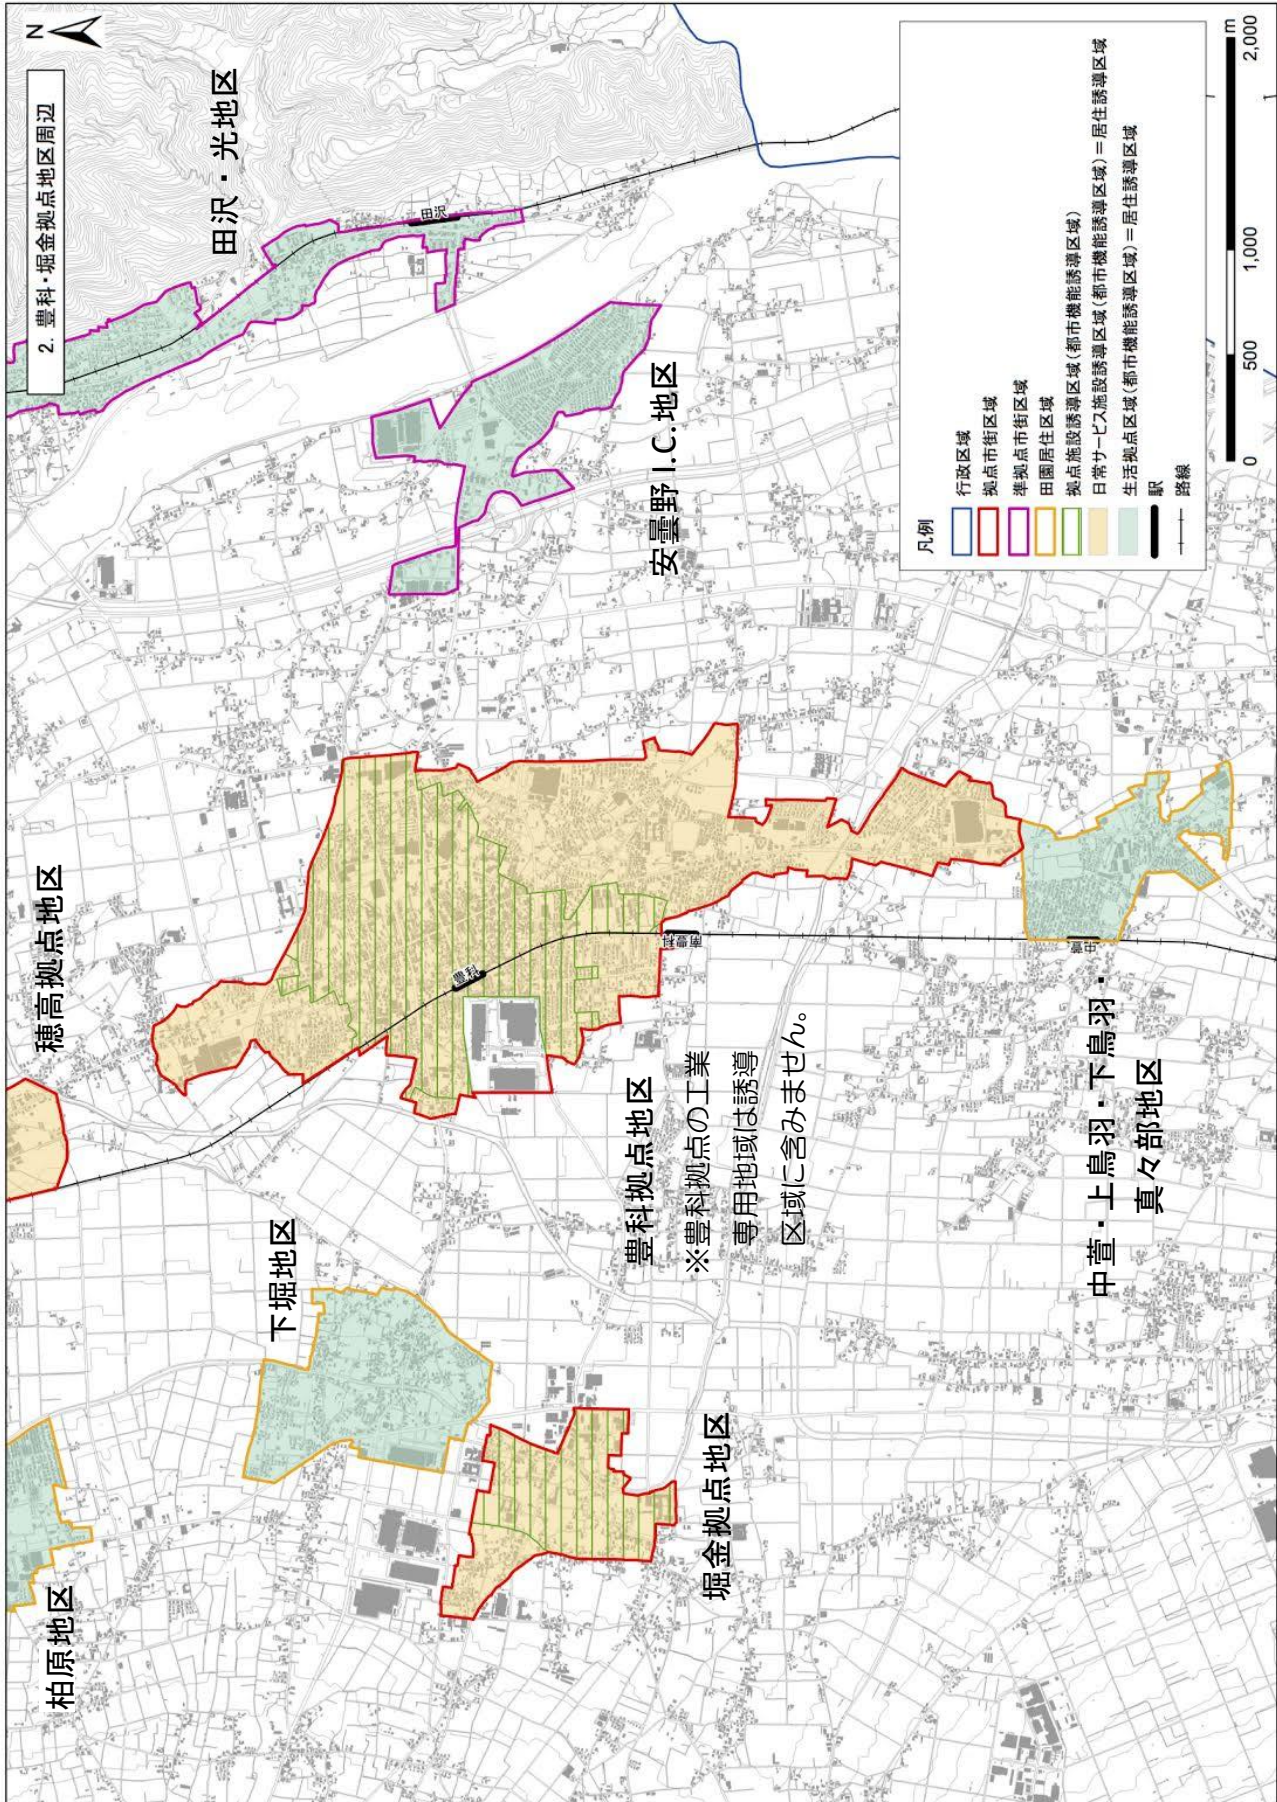 2. 豊科・堀金拠点地区周辺
N
田沢・光地区
田沢
安曇野I.C.地区
穂高拠点地区
豊科
南豊科
豊科拠点地区
※豊科拠点の工業
専用地域は誘導
区域に含みません。
下堀地区
柏原地区
堀金拠点地区
中萱
中萱・上鳥羽・下鳥羽・
真々部地区
凡例
行政区域
拠点市街区域
準拠点市街区域
田園居住区域
拠点施設誘導区域(都市機能誘導区域)
日常サービス施設誘導区域(都市機能誘導区域)=居住誘導区域
生活拠点区域(都市機能誘導区域)=居住誘導区域
駅
路線
0 500 1,000 2,000
m